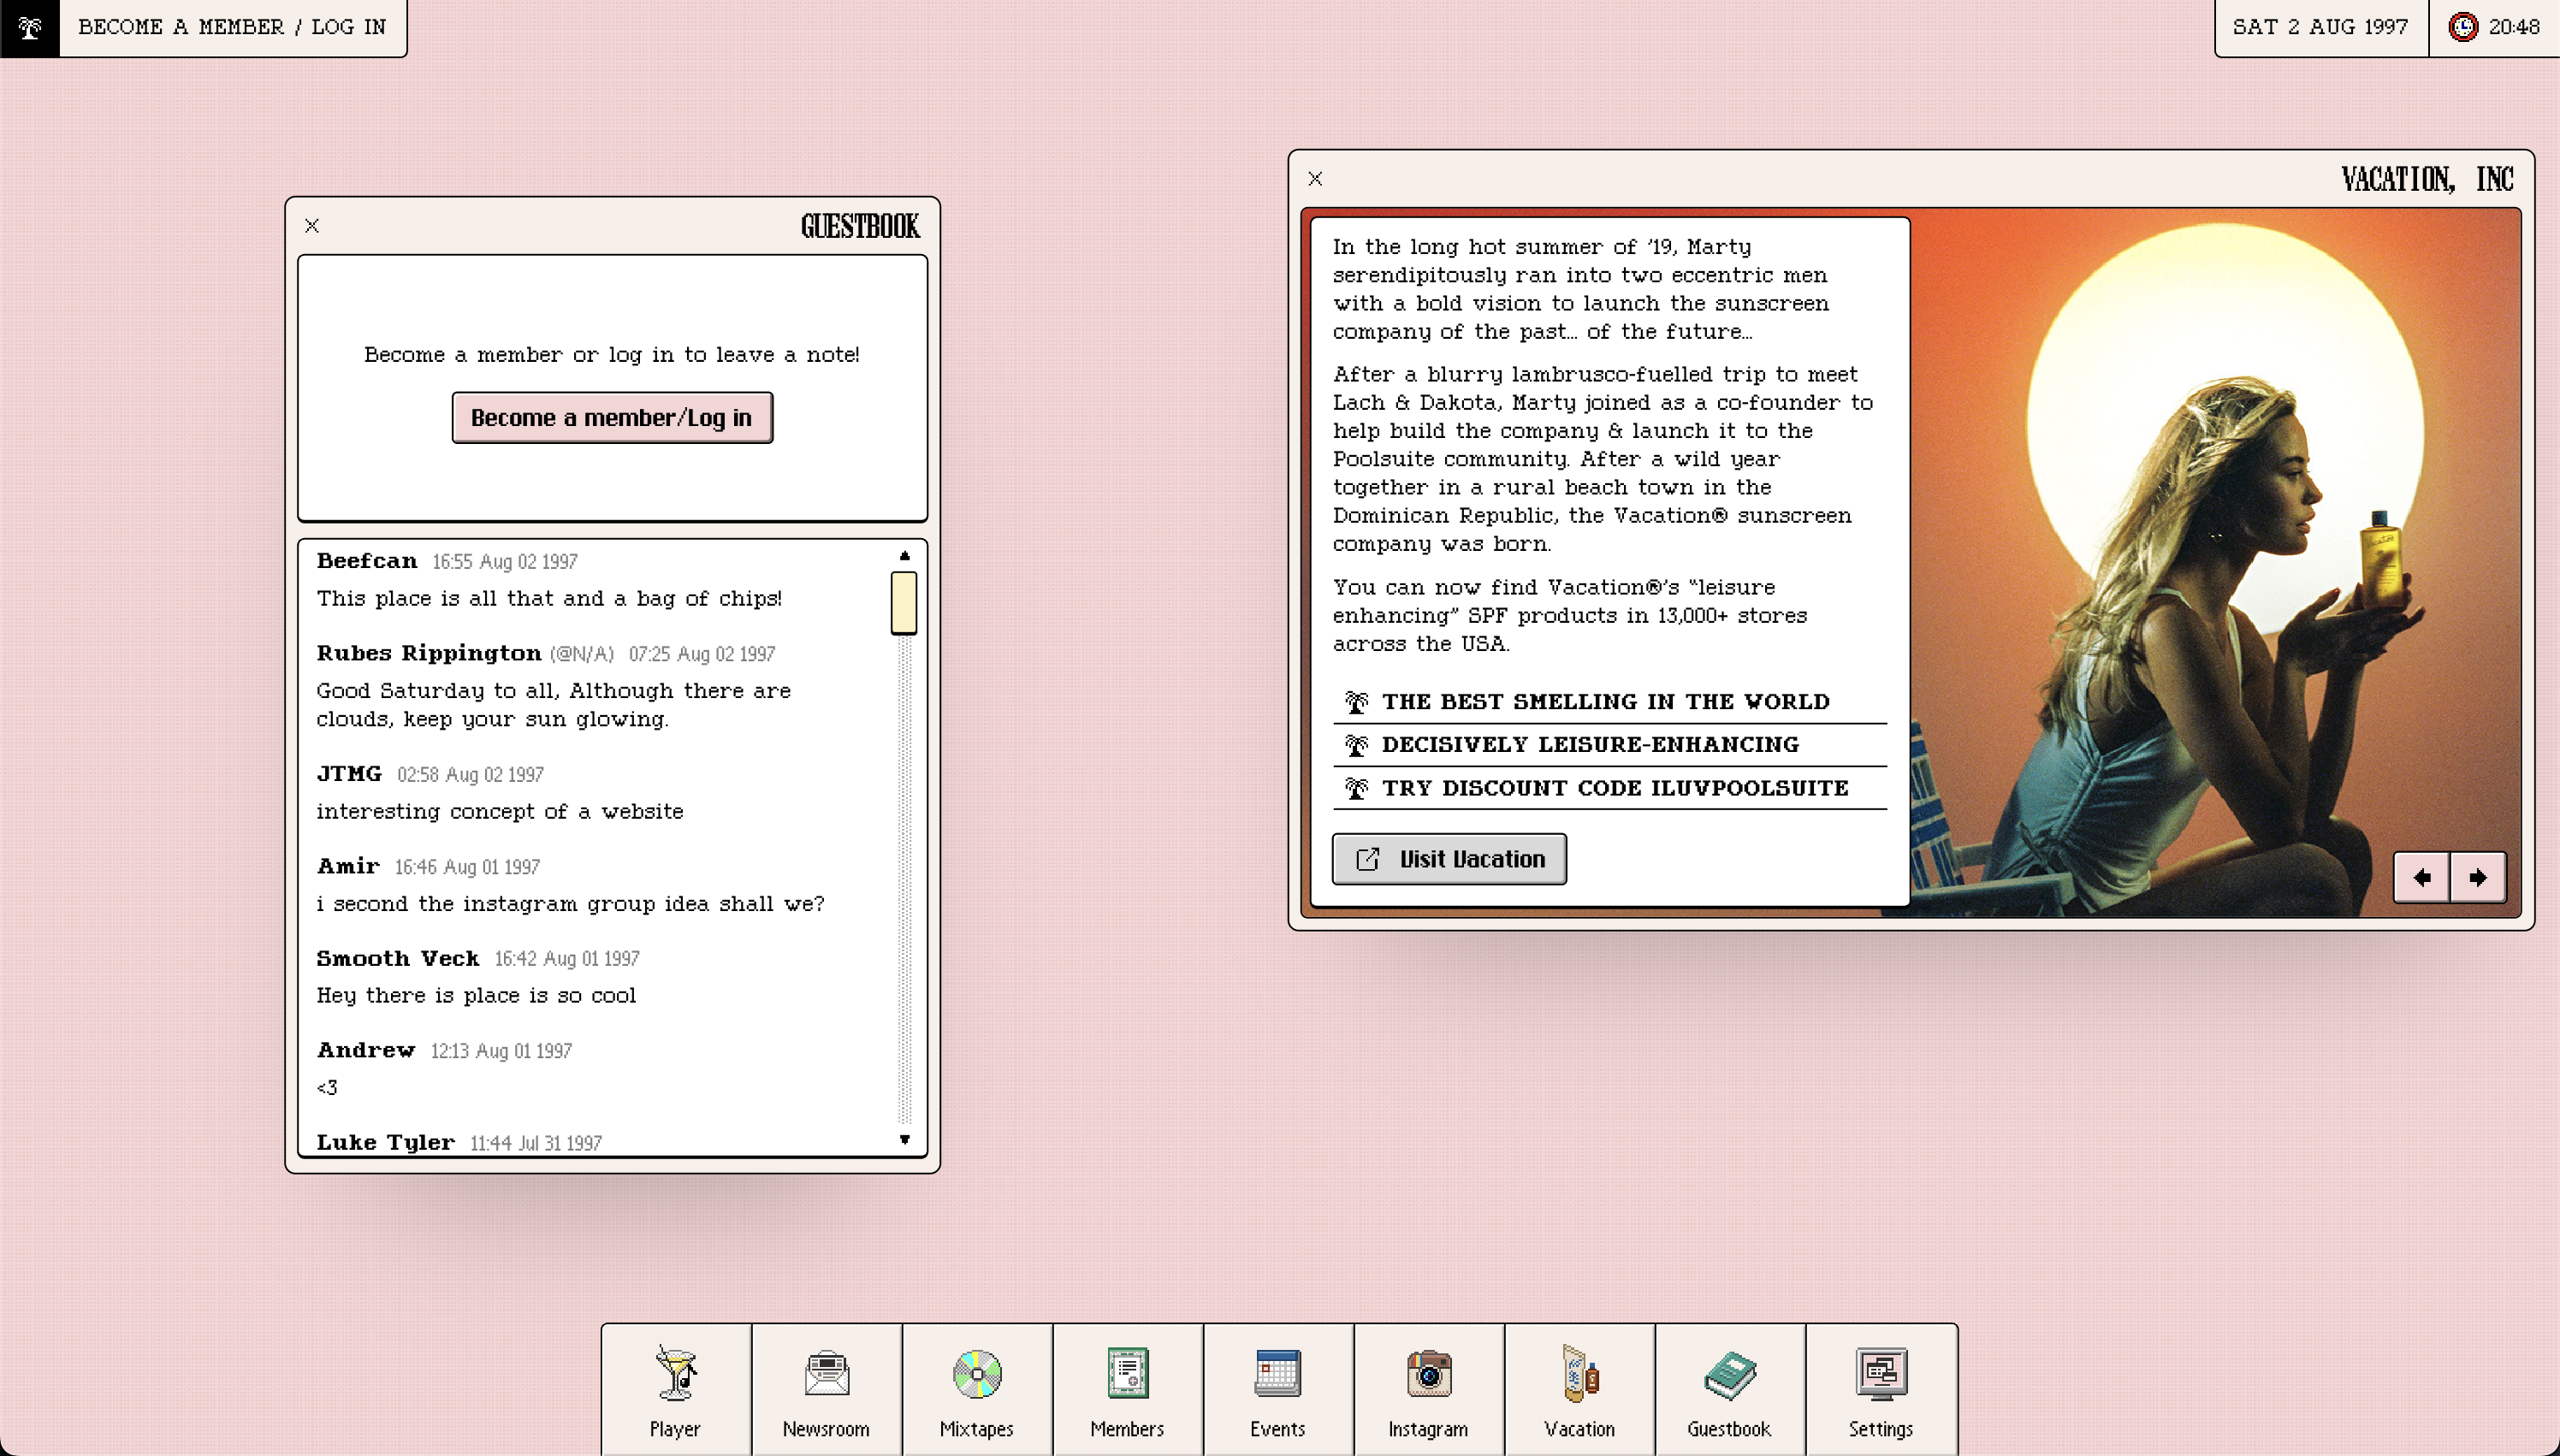 BECOME A MEMBER / LOG IN
SAT 2 AUG 1997
20:48
GUESTBOOK
Become a member or log in to leave a note!
Become a member/Log in
Beefcan 16:55 Aug 02 1997
This place is all that and a bag of chips!
Rubes Rippington (@N/A) 07:25 Aug 02 1997
Good Saturday to all, Although there are
clouds, keep your sun glowing.
JTMG 02:58 Aug 02 1997
interesting concept of a website
Amir 16:46 Aug 01 1997
i second the instagram group idea shall we?
Smooth Veck 16:42 Aug 01 1997
Hey there is place is so cool
Andrew 12:13 Aug 01 1997
<3
Luke Tyler 11:44 Jul 31 1997
VACATION, INC
In the long hot summer of '19, Marty
serendipitously ran into two eccentric men
with a bold vision to launch the sunscreen
company of the past… of the future…
After a blurry lambrusco-fuelled trip to meet
Lach & Dakota, Marty joined as a co-founder to
help build the company & launch it to the
Poolsuite community. After a wild year
together in a rural beach town in the
Dominican Republic, the Vacation® sunscreen
company was born.
You can now find Vacation®'s “leisure
enhancing” SPF products in 13,000+ stores
across the USA.
THE BEST SMELLING IN THE WORLD
DECISIVELY LEISURE-ENHANCING
TRY DISCOUNT CODE ILUVPOOLSUITE
Visit Vacation
Player
Newsroom
Mixtapes
Members
Events
Instagram
Vacation
Guestbook
Settings